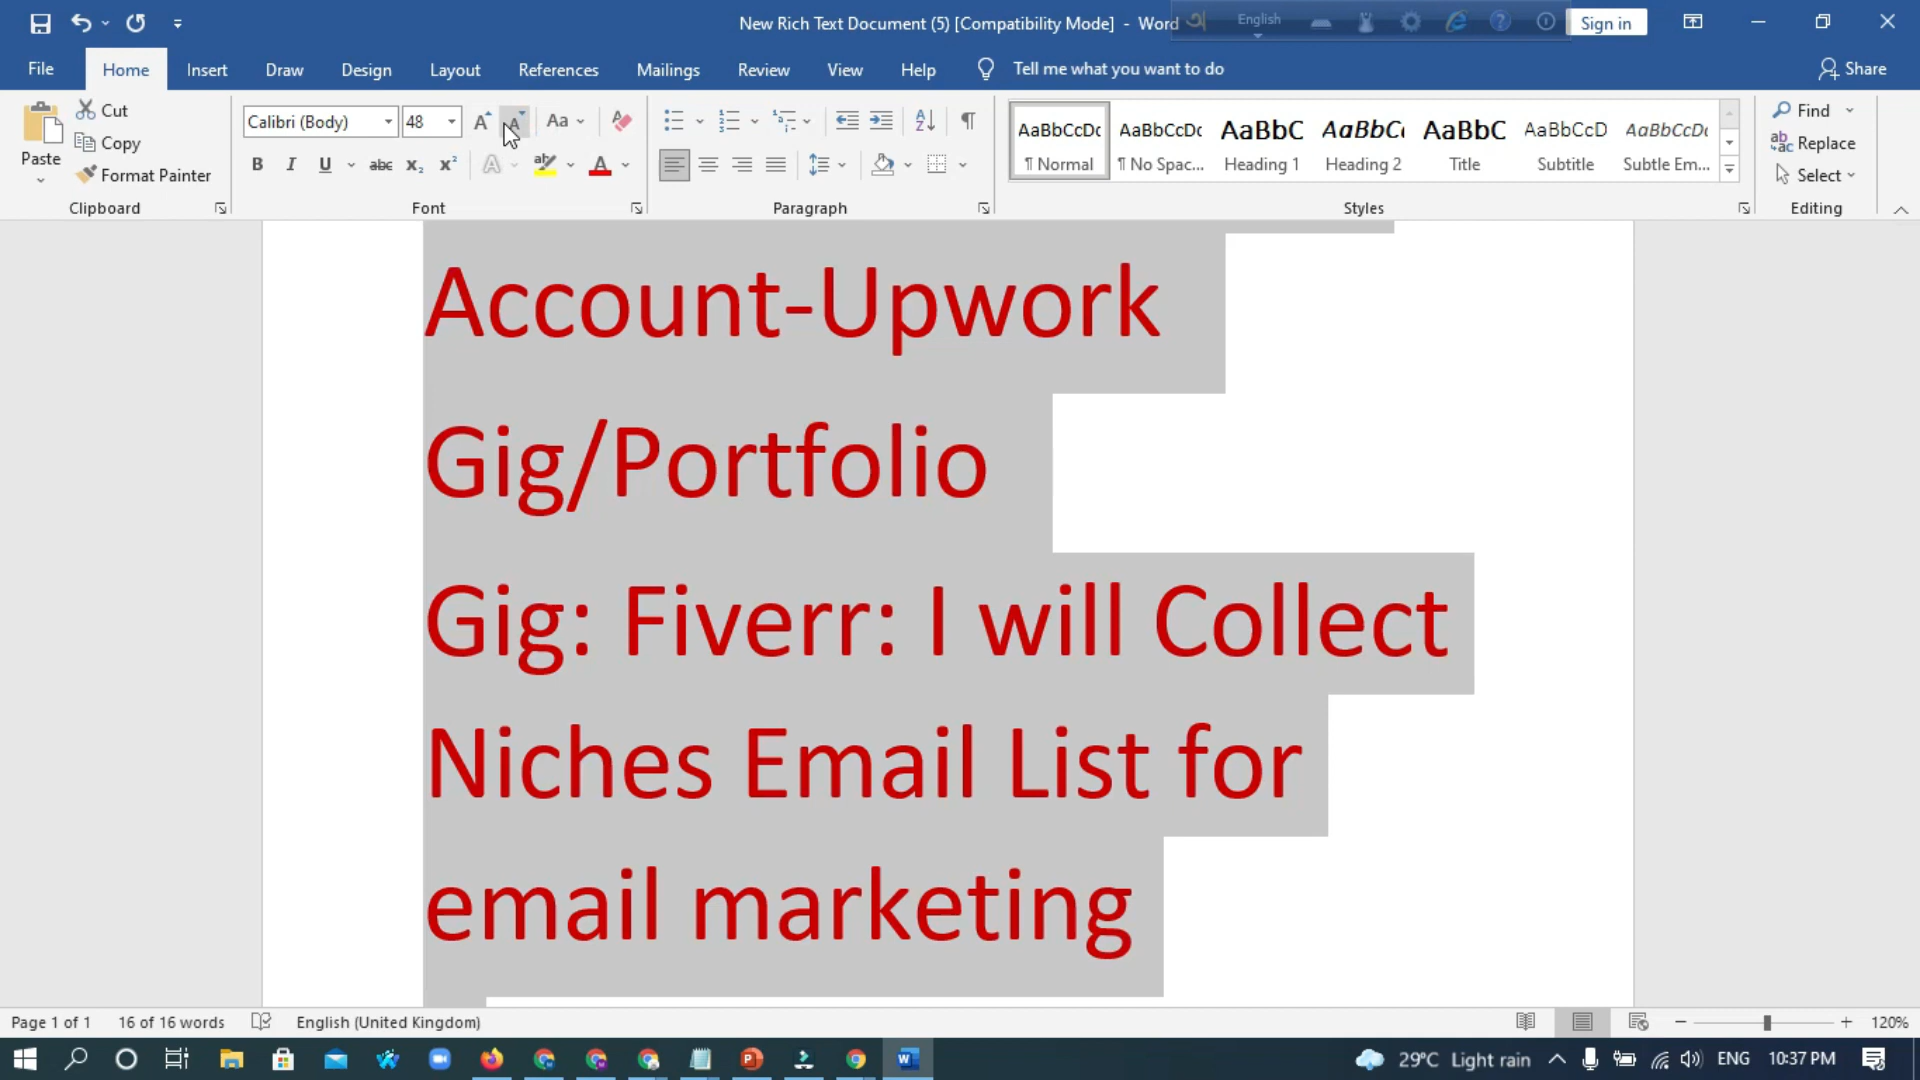 New Rich Text Document (5) [Compatibility Mode] - Word
English
Sign in
File
Home
Insert
Draw
Design
Layout
References
Mailings
Review
View
Help
Tell me what you want to do
Share
Paste
Cut
Copy
Format Painter
Clipboard
Calibri (Body)
48
Aa
B I U abc x₂ x²
A
Font
Paragraph
AaBbCcDc
¶ Normal
AaBbCcDc
¶ No Spac...
AaBbC
Heading 1
AaBbC
Heading 2
AaBbC
Title
AaBbCcD
Subtitle
AaBbCcDc
Subtle Em...
Styles
Find
Replace
Select
Editing
Account-Upwork
Gig/Portfolio
Gig: Fiverr: I will Collect
Niches Email List for
email marketing
Page 1 of 1
16 of 16 words
English (United Kingdom)
120%
29°C Light rain
ENG
10:37 PM